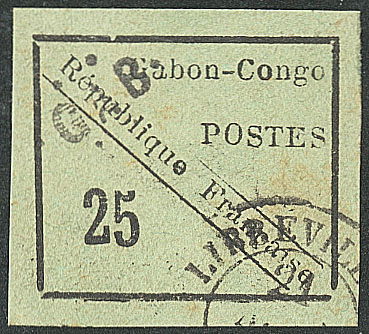 Gabon-Congo
POSTES
République Française
25
LIBREVILLE